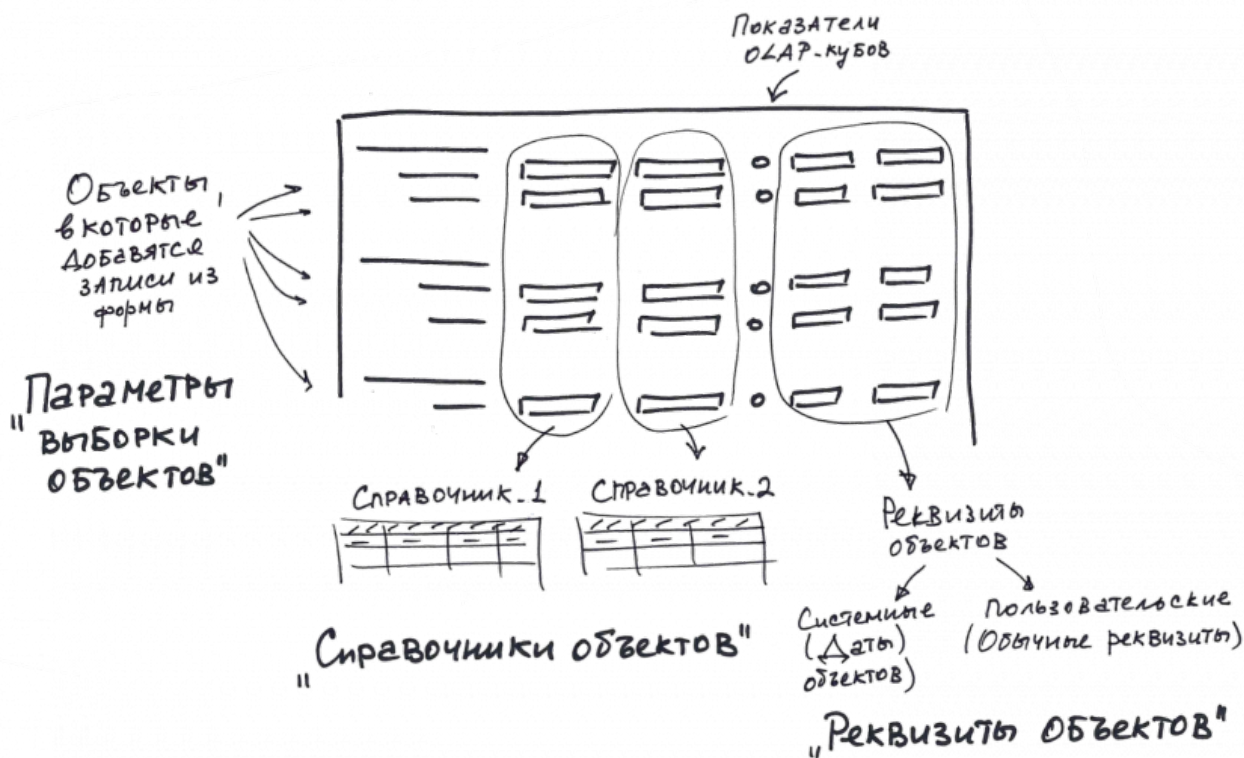 Показатели
OLAP-кубов
Объекты,
в которые
добавятся
записи из
формы
"Параметры
выборки
объектов"
Справочник_1
Справочник_2
"Справочники объектов"
Реквизиты
объектов
Системные
(Даты)
объектов)
Пользовательские
(Обычные реквизиты)
"Реквизиты объектов"